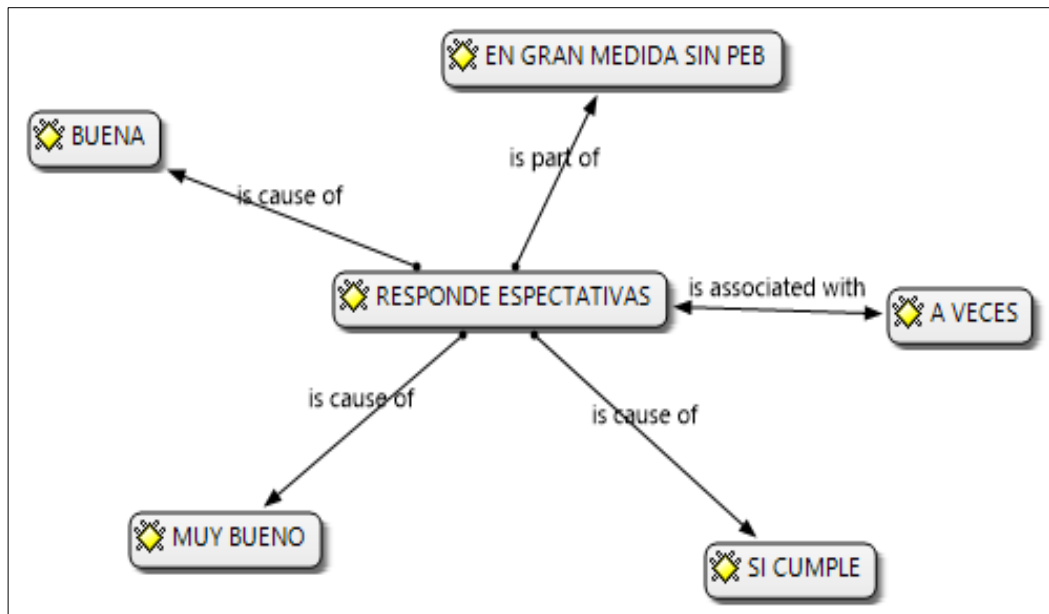 EN GRAN MEDIDA SIN PEB
BUENA
is part of
is cause of
RESPONDE ESPECTATIVAS
is associated with
A VECES
is cause of
is cause of
MUY BUENO
SI CUMPLE